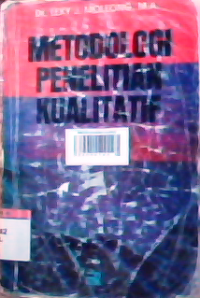 DR. LEXY J. MOLEONG, M.A.
METODOLOGI
PENELITIAN
KUALITATIF